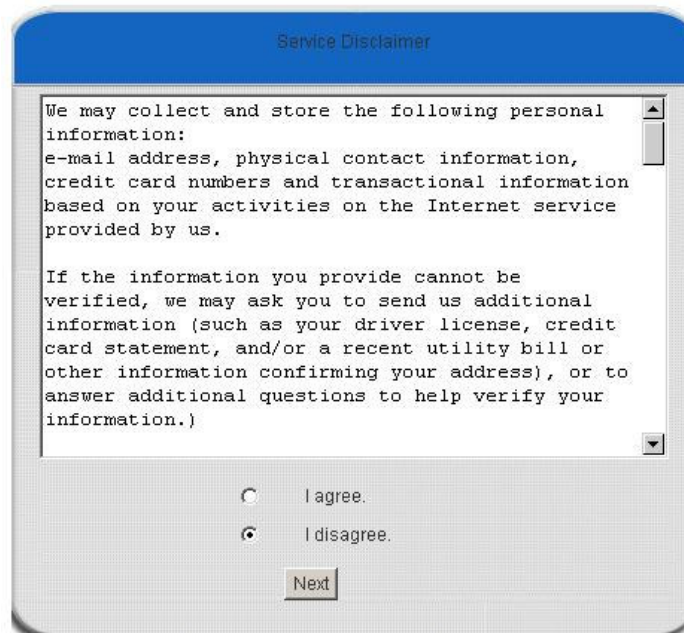 Service Disclaimer
We may collect and store the following personal
information:
e-mail address, physical contact information,
credit card numbers and transactional information
based on your activities on the Internet service
provided by us.
If the information you provide cannot be
verified, we may ask you to send us additional
information (such as your driver license, credit
card statement, and/or a recent utility bill or
other information confirming your address), or to
answer additional questions to help verify your
information.)
I agree.
I disagree.
Next